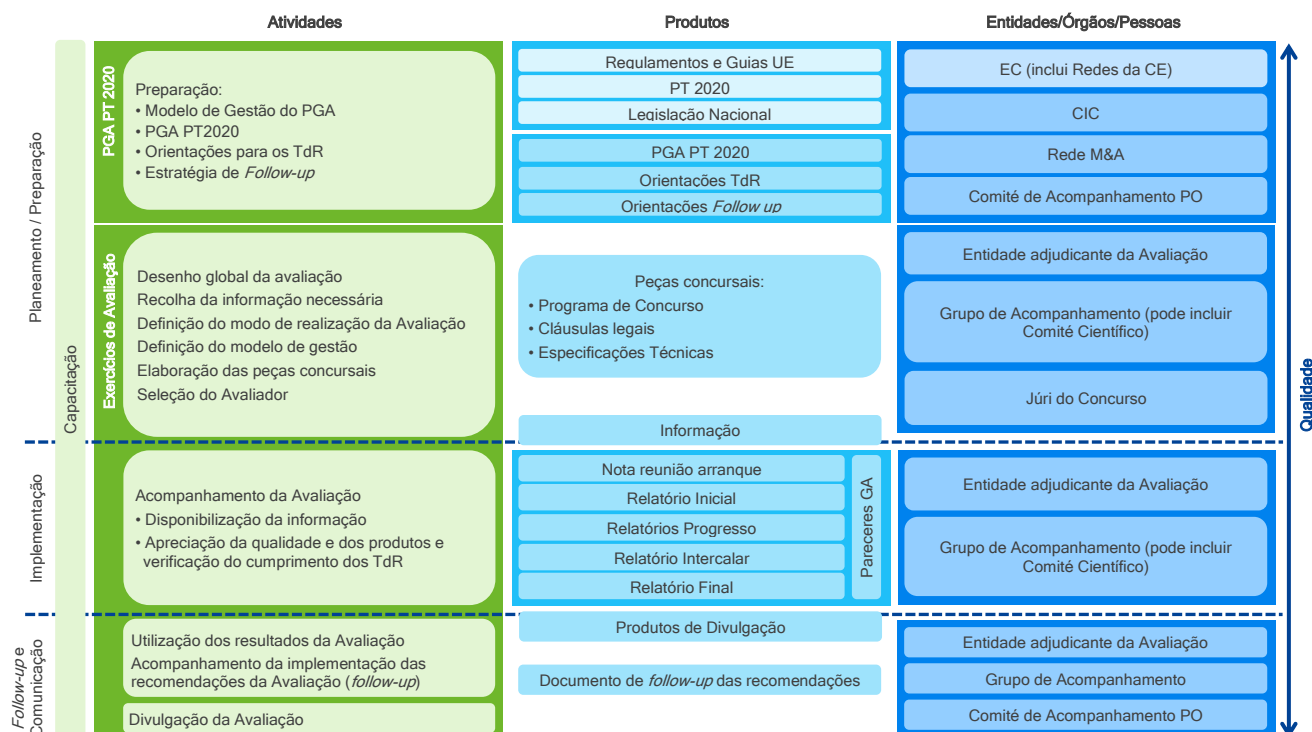 Atividades
Produtos
Entidades/Órgãos/Pessoas
Planeamento / Preparação
Capacitação
PGA PT 2020
Preparação:
• Modelo de Gestão do PGA
• PGA PT2020
• Orientações para os TdR
• Estratégia de Follow-up
Regulamentos e Guias UE
PT 2020
Legislação Nacional
PGA PT 2020
Orientações TdR
Orientações Follow up
EC (inclui Redes da CE)
CIC
Rede M&A
Comité de Acompanhamento PO
Qualidade
Exercícios de Avaliação
Desenho global da avaliação
Recolha da informação necessária
Definição do modo de realização da Avaliação
Definição do modelo de gestão
Elaboração das peças concursais
Seleção do Avaliador
Peças concursais:
• Programa de Concurso
• Cláusulas legais
• Especificações Técnicas
Informação
Entidade adjudicante da Avaliação
Grupo de Acompanhamento (pode incluir
Comité Científico)
Júri do Concurso
Implementação
Acompanhamento da Avaliação
• Disponibilização da informação
• Apreciação da qualidade e dos produtos e
verificação do cumprimento dos TdR
Nota reunião arranque
Relatório Inicial
Relatórios Progresso
Relatório Intercalar
Relatório Final
Pareceres GA
Entidade adjudicante da Avaliação
Grupo de Acompanhamento (pode incluir
Comité Científico)
Follow-up e
Comunicação
Utilização dos resultados da Avaliação
Acompanhamento da implementação das
recomendações da Avaliação (follow-up)
Divulgação da Avaliação
Produtos de Divulgação
Documento de follow-up das recomendações
Entidade adjudicante da Avaliação
Grupo de Acompanhamento
Comité de Acompanhamento PO